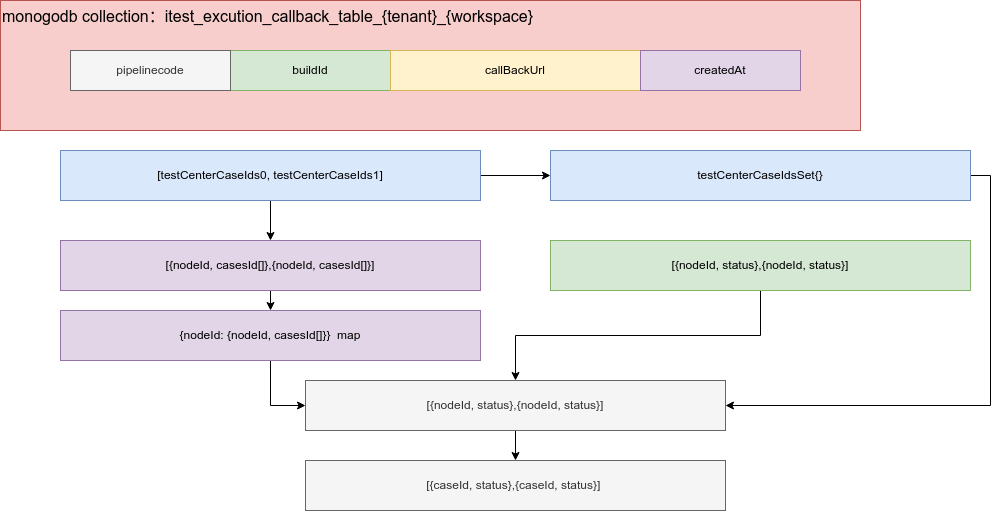 monogodb collection：itest_excution_callback_table_{tenant}_{workspace}
pipelinecode buildId callBackUrl createdAt
[testCenterCaseIds0, testCenterCaseIds1] testCenterCaseIdsSet{}
[{nodeId, casesId[]},{nodeId, casesId[]}] [{nodeId, status},{nodeId, status}]
{nodeId: {nodeId, casesId[]}} map
[{nodeId, status},{nodeId, status}]
[{caseId, status},{caseId, status}]